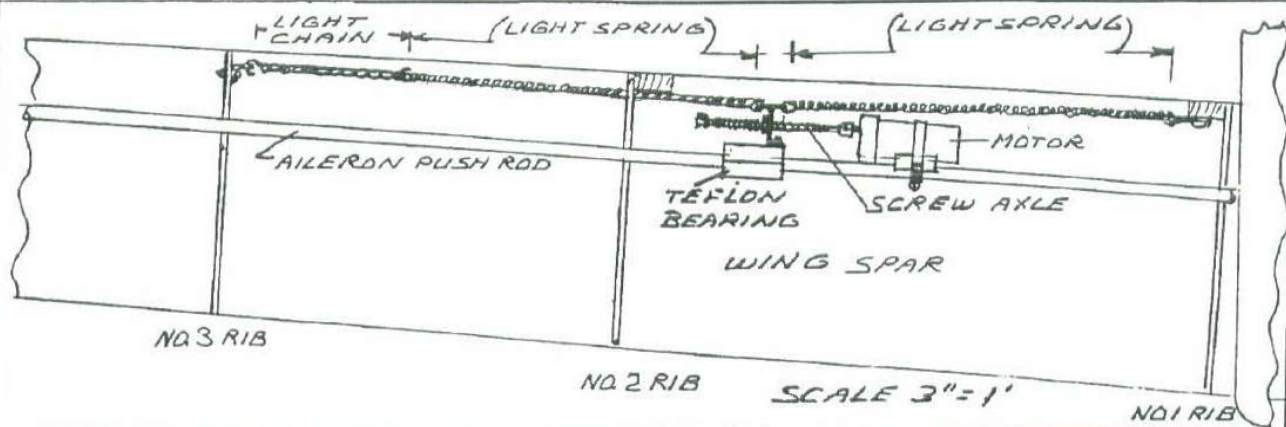 LIGHT
CHAIN
(LIGHT SPRING)
(LIGHT SPRING)
AILERON PUSH ROD
MOTOR
TEFLON
BEARING
SCREW AXLE
WING SPAR
NO.3 RIB
NO.2 RIB
SCALE 3"=1'
NO.1 RIB